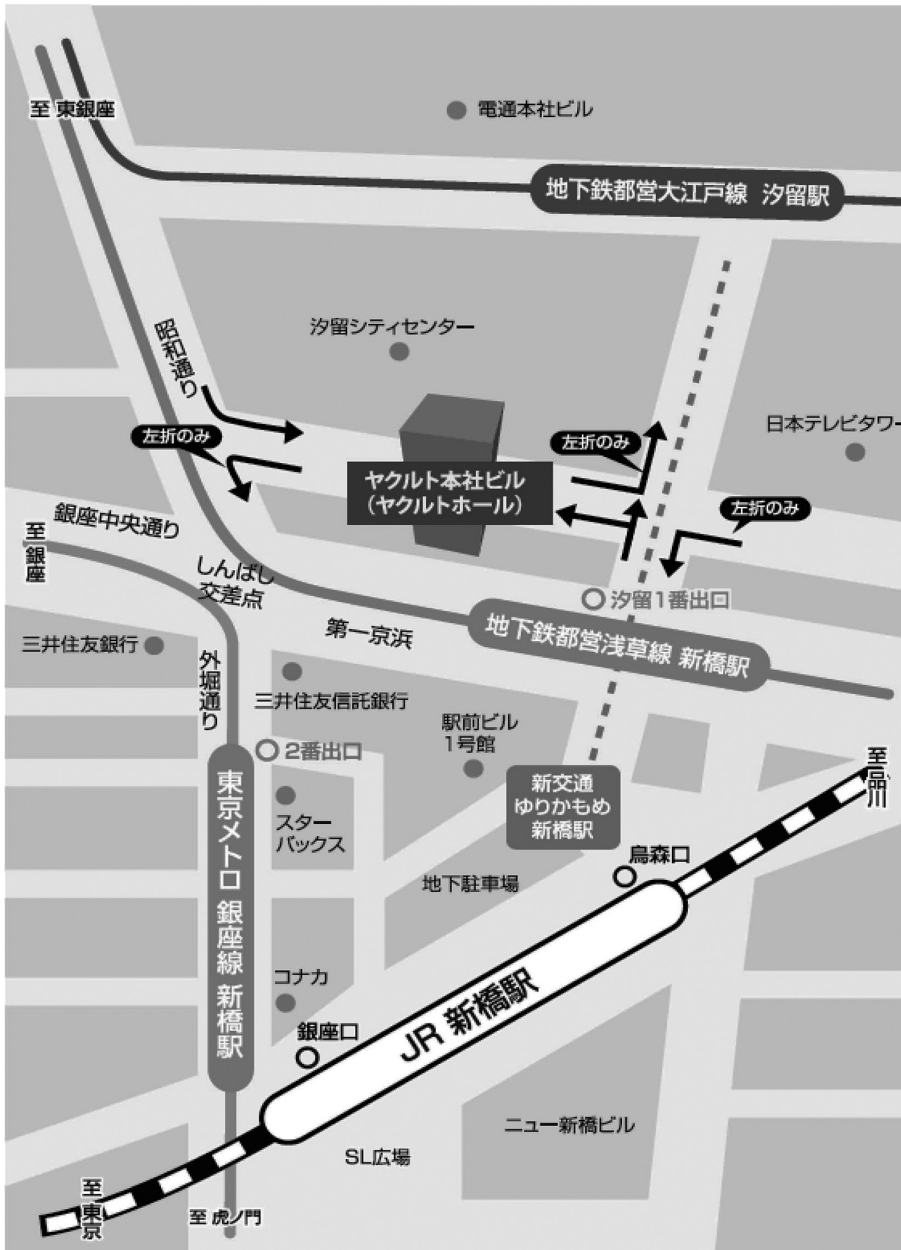 至 東銀座
電通本社ビル
地下鉄都営大江戸線 汐留駅
昭和通り
汐留シティセンター
左折のみ
左折のみ
日本テレビタワー
ヤクルト本社ビル
（ヤクルトホール）
左折のみ
銀座中央通り
至 銀座
しんばし
交差点
汐留1番出口
第一京浜
地下鉄都営浅草線 新橋駅
三井住友銀行
外堀通り
三井住友信託銀行
駅前ビル
1号館
2番出口
至 品川
新交通
ゆりかもめ
新橋駅
東京メトロ 銀座線 新橋駅
スター
バックス
烏森口
地下駐車場
コナカ
銀座口
JR 新橋駅
ニュー新橋ビル
SL広場
至 東京
至 虎ノ門